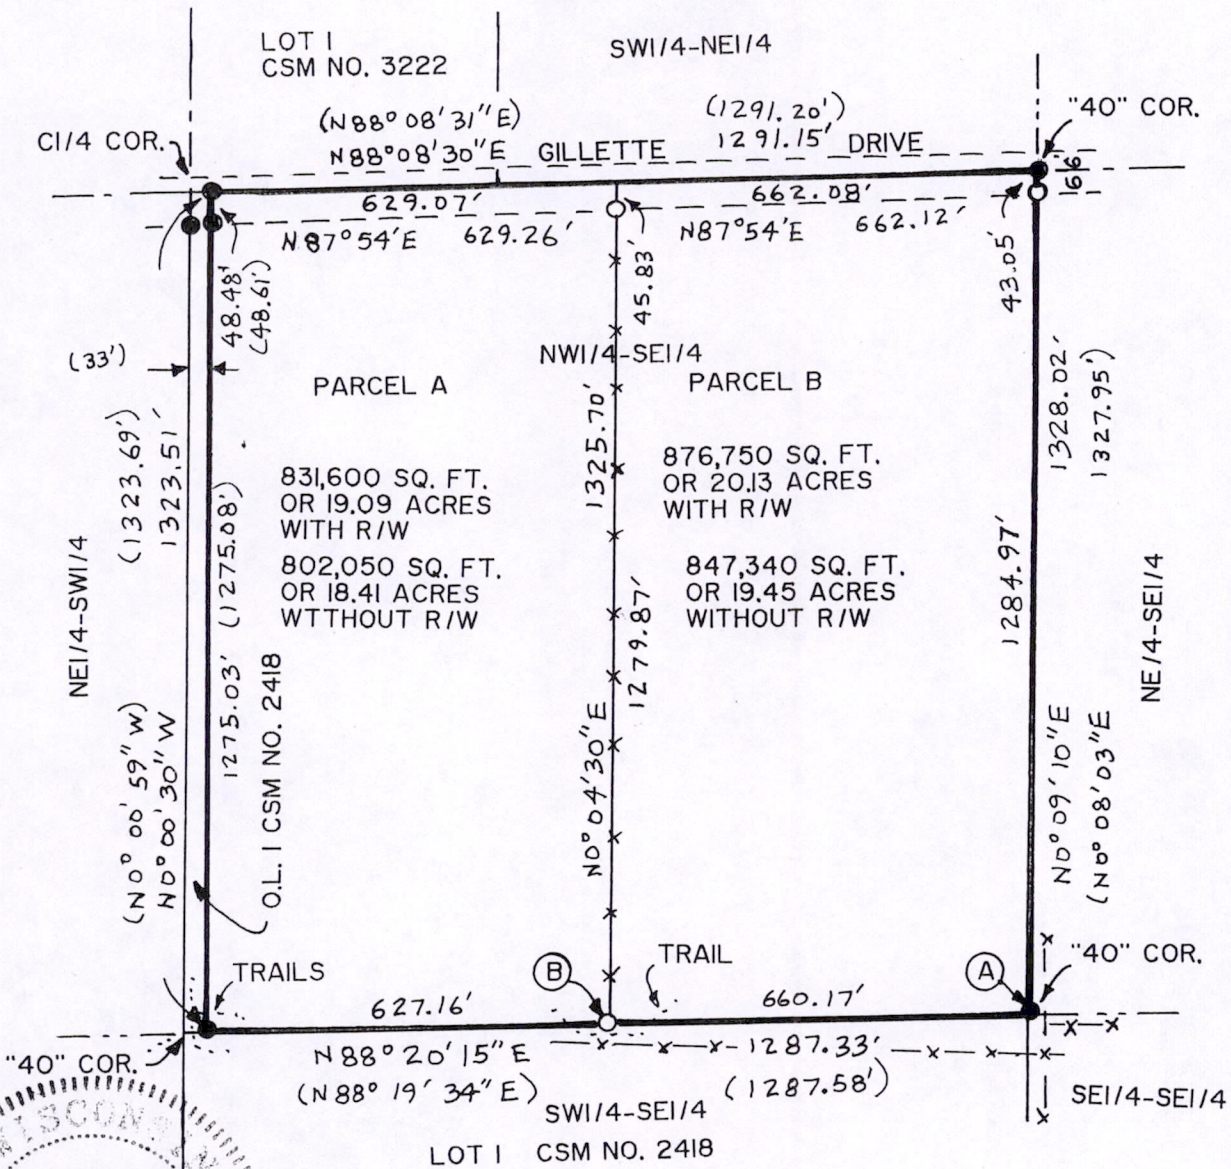 LOT 1
CSM NO. 3222
SW1/4-NE1/4
(N88°08'31"E)
N88°08'30"E
GILLETTE DRIVE
(1291.20')
1291.15'
"40" COR.
C1/4 COR.
66'
629.07'
662.08'
N87°54'E 629.26'
N87°54'E 662.12'
48.48'
(48.61')
45.83'
43.05'
(33')
NW1/4-SE1/4
PARCEL A
PARCEL B
(1323.69')
1323.51'
(1275.08')
1275.03'
1325.70'
1279.87'
1328.02'
(1327.95')
1284.97'
831,600 SQ. FT.
OR 19.09 ACRES
WITH R/W
802,050 SQ. FT.
OR 18.41 ACRES
WTTHOUT R/W
876,750 SQ. FT.
OR 20.13 ACRES
WITH R/W
847,340 SQ. FT.
OR 19.45 ACRES
WITHOUT R/W
NE1/4-SW1/4
NE1/4-SE1/4
(N0°00'59"W)
N0°00'30"W
O.L. 1 CSM NO. 2418
N0°04'30"E
N0°09'10"E
(N0°08'03"E)
TRAILS
B
TRAIL
A
"40" COR.
627.16'
660.17'
"40" COR.
N88°20'15"E
1287.33'
(N88°19'34"E)
(1287.58')
SW1/4-SE1/4
SE1/4-SE1/4
LOT 1 CSM NO. 2418
WISCONSIN